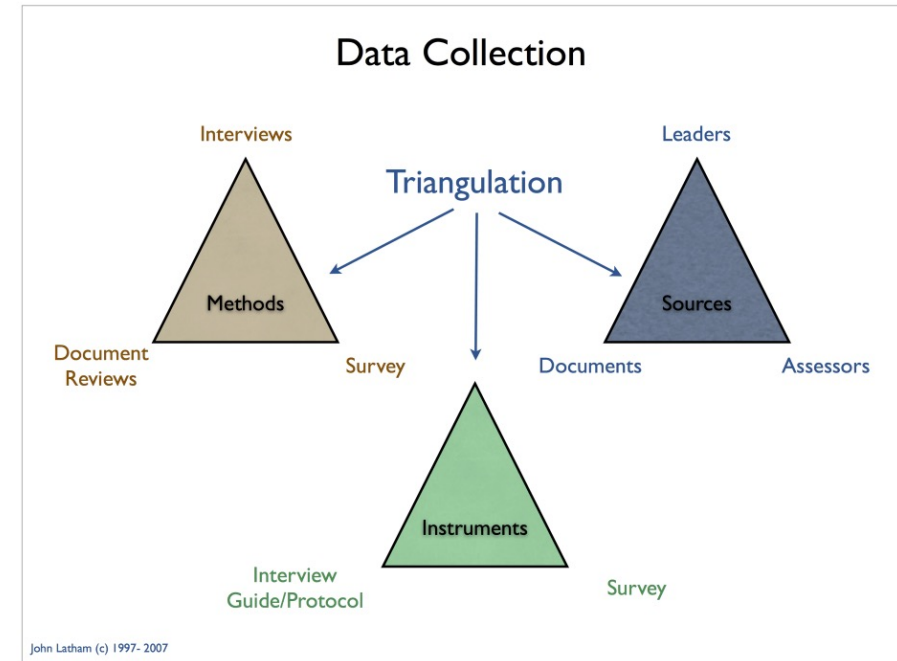 Data Collection
Interviews
Leaders
Triangulation
Methods
Sources
Document
Reviews
Survey
Documents
Assessors
Instruments
Interview
Guide/Protocol
Survey
John Latham (c) 1997- 2007